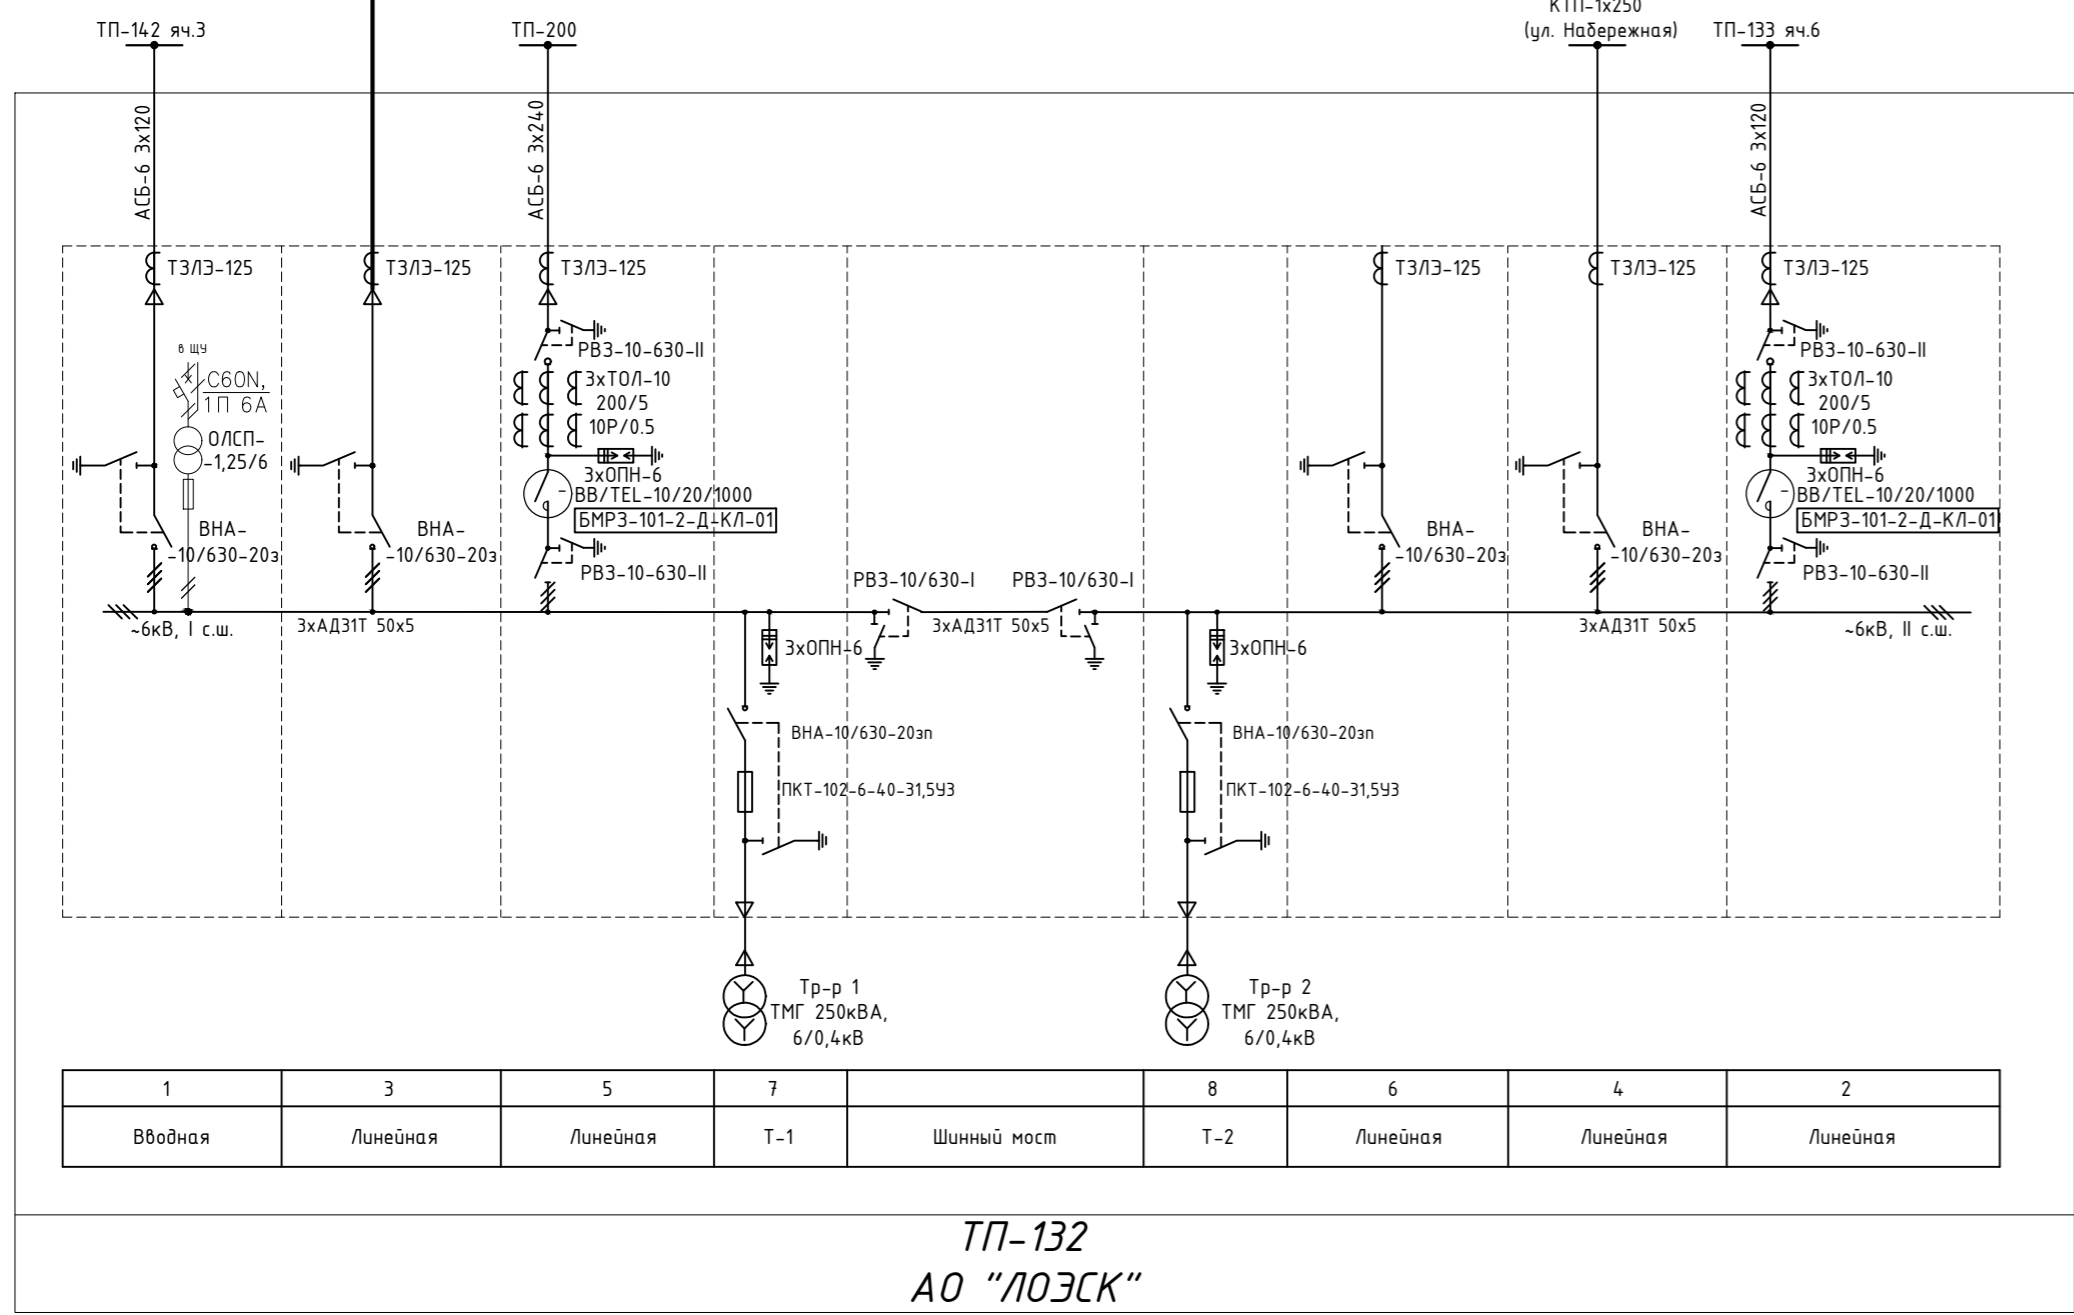 КТП-1х250
ТП-142 яч.3
ТП-200
(ул. Набережная)
ТП-133 яч.6
АСБ-6 3х120
АСБ-6 3х240
АСБ-6 3х120
ТЗЛЭ-125
ТЗЛЭ-125
ТЗЛЭ-125
ТЗЛЭ-125
ТЗЛЭ-125
ТЗЛЭ-125
в ЩУ
С60N,
1П 6А
ОЛСП-
-1,25/6
ВНА-
-10/630-20з
ВНА-
-10/630-20з
РВЗ-10-630-II
3хТОЛ-10
200/5
10Р/0.5
3хОПН-6
ВВ/TEL-10/20/1000
БМРЗ-101-2-Д-КЛ-01
РВЗ-10-630-II
ВНА-
-10/630-20з
ВНА-
-10/630-20з
РВЗ-10-630-II
3хТОЛ-10
200/5
10Р/0.5
3хОПН-6
ВВ/TEL-10/20/1000
БМРЗ-101-2-Д-КЛ-01
РВЗ-10-630-II
РВЗ-10/630-I
РВЗ-10/630-I
~6кВ, I с.ш.
3хАД31Т 50х5
3хАД31Т 50х5
3хАД31Т 50х5
~6кВ, II с.ш.
3хОПН-6
3хОПН-6
ВНА-10/630-20зп
ВНА-10/630-20зп
ПКТ-102-6-40-31,5У3
ПКТ-102-6-40-31,5У3
Тр-р 1
ТМГ 250кВА,
6/0,4кВ
Тр-р 2
ТМГ 250кВА,
6/0,4кВ
1 3 5 7 8 6 4 2
Вводная Линейная Линейная Т-1 Шинный мост Т-2 Линейная Линейная Линейная
ТП-132
АО "ЛОЭСК"